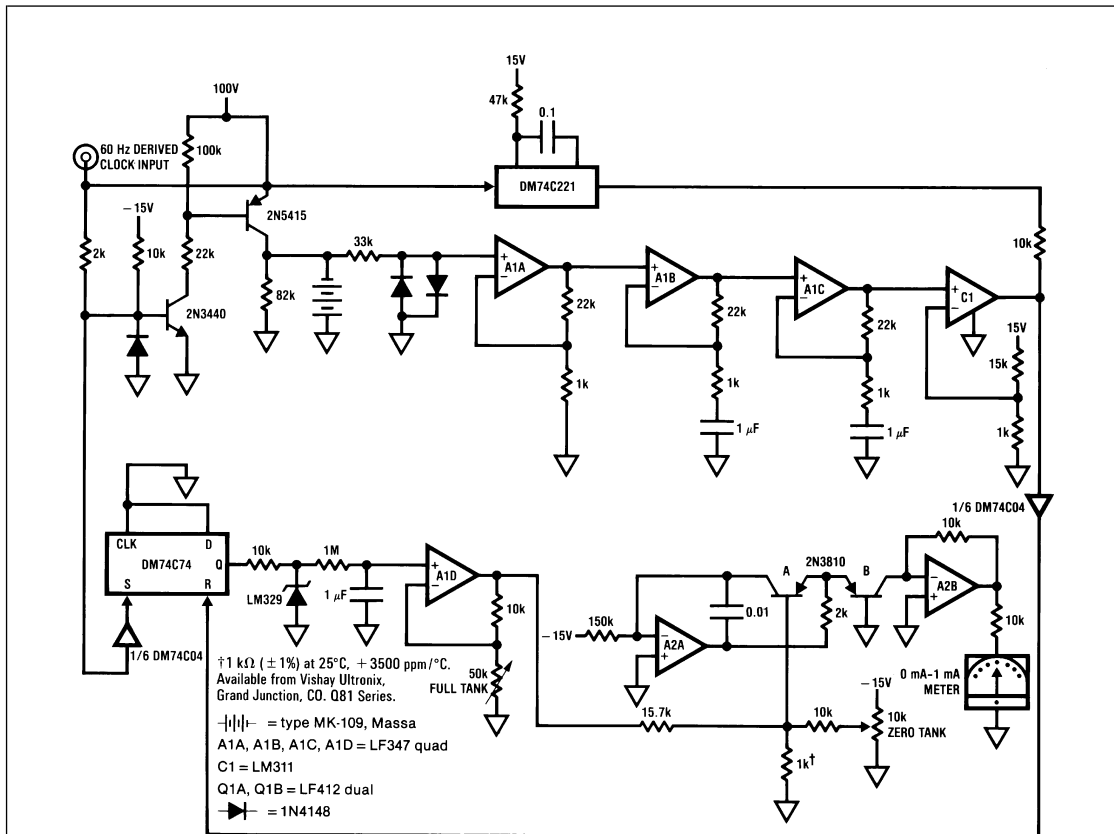 15V
47k
0.1
100V
60 Hz DERIVED
CLOCK INPUT
100k
DM74C221
−15V
2N5415
2k
10k
22k
33k
10k
82k
2N3440
+
−
A1A
+
−
A1B
+
−
A1C
+
−
C1
22k
22k
22k
15V
15k
1k
1k
1k
1k
1 µF
1 µF
1/6 DM74C04
CLK
D
DM74C74
Q
S
R
10k
1M
LM329
1 µF
+
−
A1D
10k
50k
FULL TANK
1/6 DM74C04
A
2N3810
B
10k
−
+
A2B
0.01
2k
−15V
150k
−
+
A2A
10k
0 mA-1 mA
METER
15.7k
10k
−15V
10k
ZERO TANK
1k†
†1 kΩ (±1%) at 25°C, +3500 ppm/°C.
Available from Vishay Ultronix,
Grand Junction, CO. Q81 Series.
= type MK-109, Massa
A1A, A1B, A1C, A1D = LF347 quad
C1 = LM311
Q1A, Q1B = LF412 dual
= 1N4148